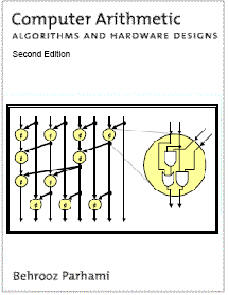 Computer Arithmetic
ALGORITHMS AND HARDWARE DESIGNS
Second Edition
Behrooz Parhami